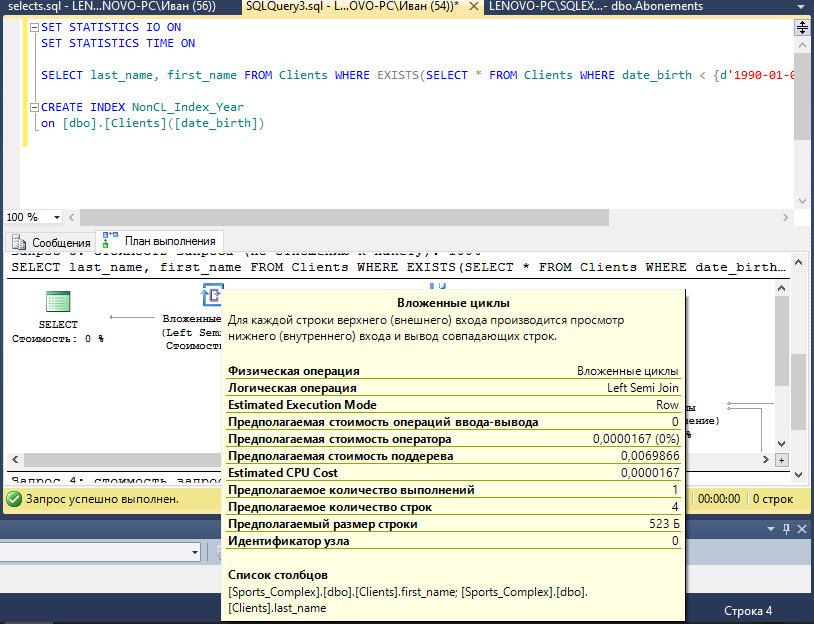 selects.sql - LEN...NOVO-PC\Иван (56))
SQLQuery3.sql - L...OVO-PC\Иван (54))*
LENOVO-PC\SQLEX...- dbo.Abonements
SET STATISTICS IO ON
SET STATISTICS TIME ON
SELECT last_name, first_name FROM Clients WHERE EXISTS(SELECT * FROM Clients WHERE date_birth < {d'1990-01-0
CREATE INDEX NonCL_Index_Year
on [dbo].[Clients]([date_birth])
100 %
Сообщения
План выполнения
SELECT last_name, first_name FROM Clients WHERE EXISTS(SELECT * FROM Clients WHERE date_birth...
SELECT
Стоимость: 0 %
Вложенные
(Left Semi
Стоимость
Вложенные циклы
Для каждой строки верхнего (внешнего) входа производится просмотр
нижнего (внутреннего) входа и вывод совпадающих строк.
Физическая операция Вложенные циклы
Логическая операция Left Semi Join
Estimated Execution Mode Row
Предполагаемая стоимость операций ввода-вывода 0
Предполагаемая стоимость оператора 0,0000167 (0%)
Предполагаемая стоимость поддерева 0,0069866
Estimated CPU Cost 0,0000167
Предполагаемое количество выполнений 1
Предполагаемое количество строк 4
Предполагаемый размер строки 523 Б
Идентификатор узла 0
Список столбцов
[Sports_Complex].[dbo].[Clients].first_name; [Sports_Complex].[dbo].
[Clients].last_name
Запрос 4: стоимость запро
Запрос успешно выполнен.
00:00:00
0 строк
Строка 4